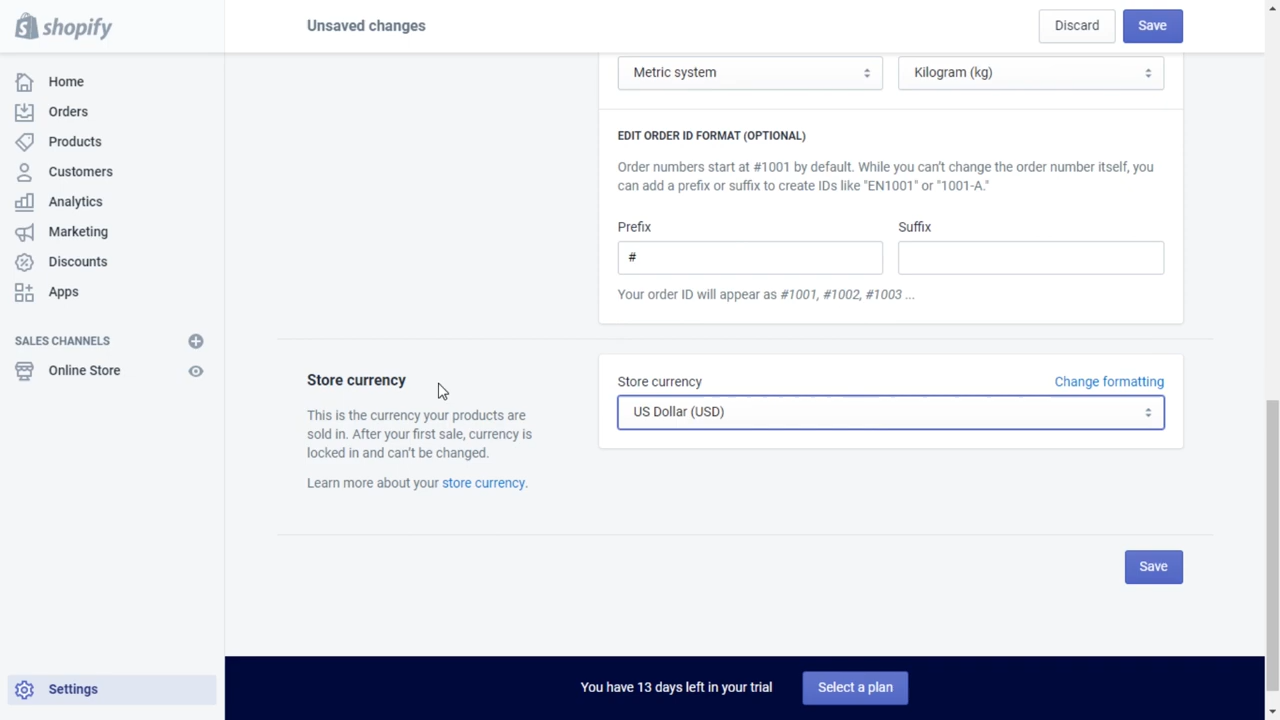 shopify
Unsaved changes
Discard
Save
Home
Orders
Products
Customers
Analytics
Marketing
Discounts
Apps
SALES CHANNELS
Online Store
Settings
Metric system
Kilogram (kg)
EDIT ORDER ID FORMAT (OPTIONAL)
Order numbers start at #1001 by default. While you can't change the order number itself, you
can add a prefix or suffix to create IDs like "EN1001" or "1001-A."
Prefix
Suffix
#
Your order ID will appear as #1001, #1002, #1003 ...
Store currency
This is the currency your products are
sold in. After your first sale, currency is
locked in and can't be changed.
Learn more about your store currency.
Store currency
Change formatting
US Dollar (USD)
Save
You have 13 days left in your trial
Select a plan